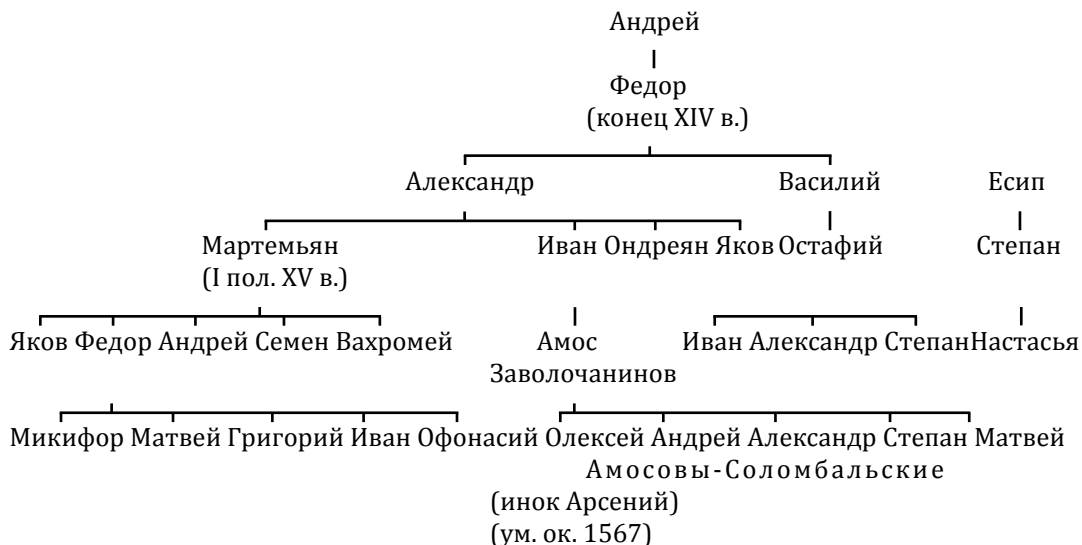 Андрей
Федор
(конец XIV в.)
Александр Василий Есип
Мартемьян Иван Ондреян Яков Остафий Степан
(I пол. XV в.)
Яков Федор Андрей Семен Вахромей Амос Иван Александр Степан Настасья
Заволочанинов
Микифор Матвей Григорий Иван Офонасий Олексей Андрей Александр Степан Матвей
Амосовы-Соломбальские
(инок Арсений)
(ум. ок. 1567)